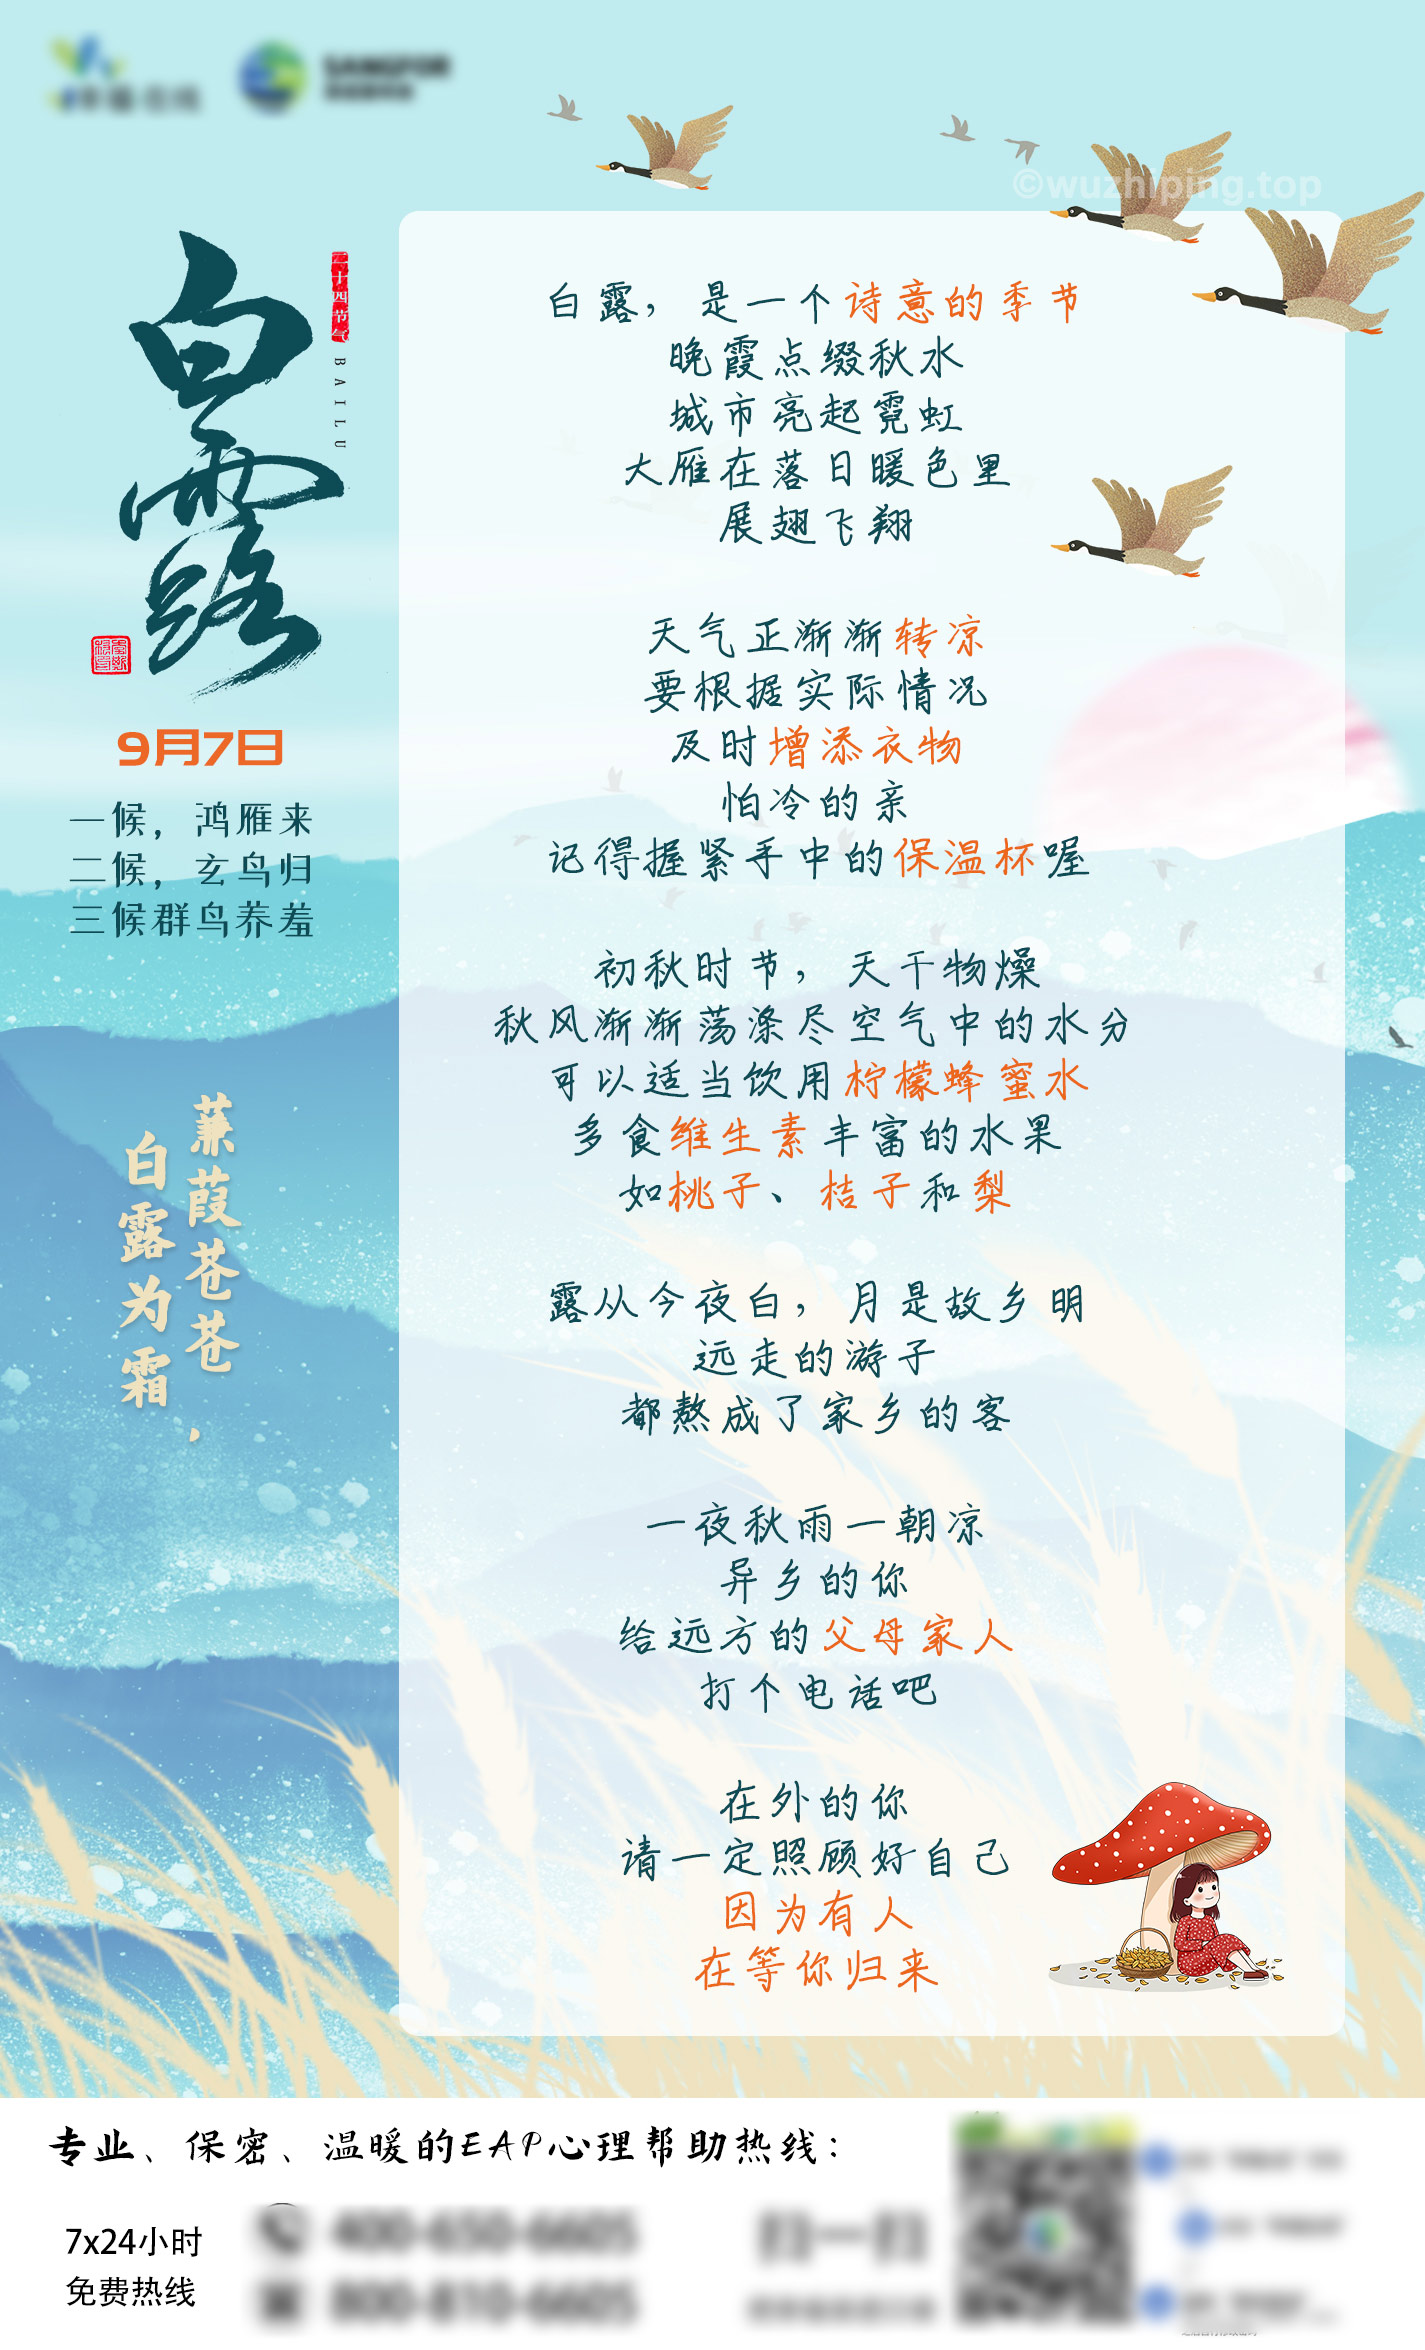 SANGFOR
©wuzhiping.top
白露
二十四节气
BAILU
9月7日
一候，鸿雁来
二候，玄鸟归
三候群鸟养羞
蒹葭苍苍，
白露为霜
白露，是一个诗意的季节
晚霞点缀秋水
城市亮起霓虹
大雁在落日暖色里
展翅飞翔
天气正渐渐转凉
要根据实际情况
及时增添衣物
怕冷的亲
记得握紧手中的保温杯喔
初秋时节，天干物燥
秋风渐渐荡涤尽空气中的水分
可以适当饮用柠檬蜂蜜水
多食维生素丰富的水果
如桃子、桔子和梨
露从今夜白，月是故乡明
远走的游子
都熬成了家乡的客
一夜秋雨一朝凉
异乡的你
给远方的父母家人
打个电话吧
在外的你
请一定照顾好自己
因为有人
在等你归来
专业、保密、温暖的EAP心理帮助热线：
7x24小时
免费热线
400-650-6605
800-810-6605
扫一扫